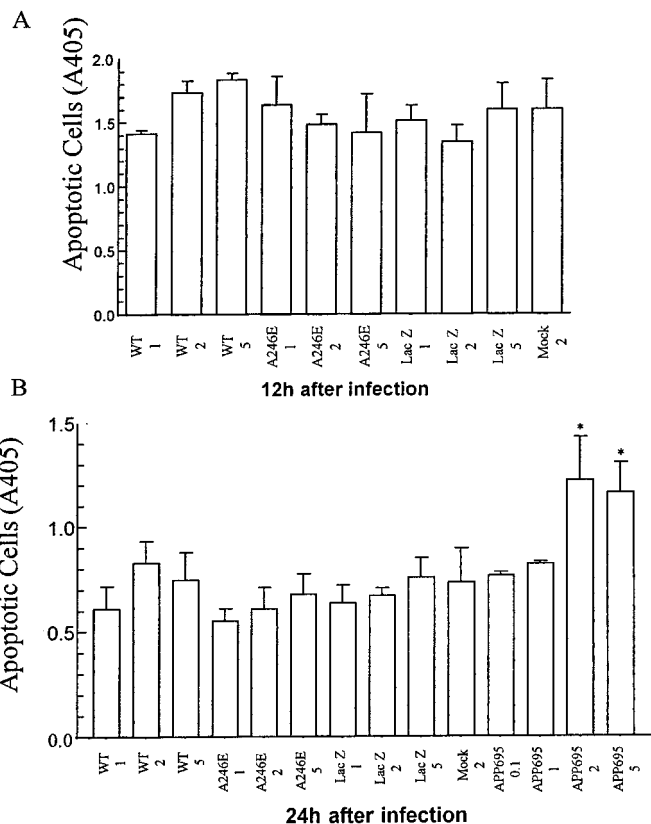 A
Apoptotic Cells (A405)
2.0
1.5
1.0
0.5
0.0
WT 1
WT 2
WT 5
A246E 1
A246E 2
A246E 5
Lac Z 1
Lac Z 2
Lac Z 5
Mock 2
12h after infection
B
Apoptotic Cells (A405)
1.5
1.0
0.5
0.0
*
*
WT 1
WT 2
WT 5
A246E 1
A246E 2
A246E 5
Lac Z 1
Lac Z 2
Lac Z 5
Mock 2
APP695 0.1
APP695 1
APP695 2
APP695 5
24h after infection